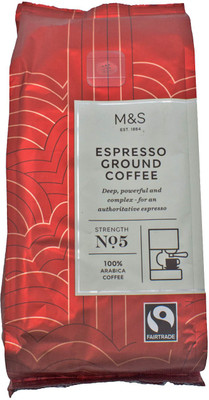 M&S
EST. 1884
ESPRESSO
GROUND
COFFEE
Deep, powerful and
complex - for an
authoritative espresso
STRENGTH
No5
100%
ARABICA
COFFEE
FAIRTRADE